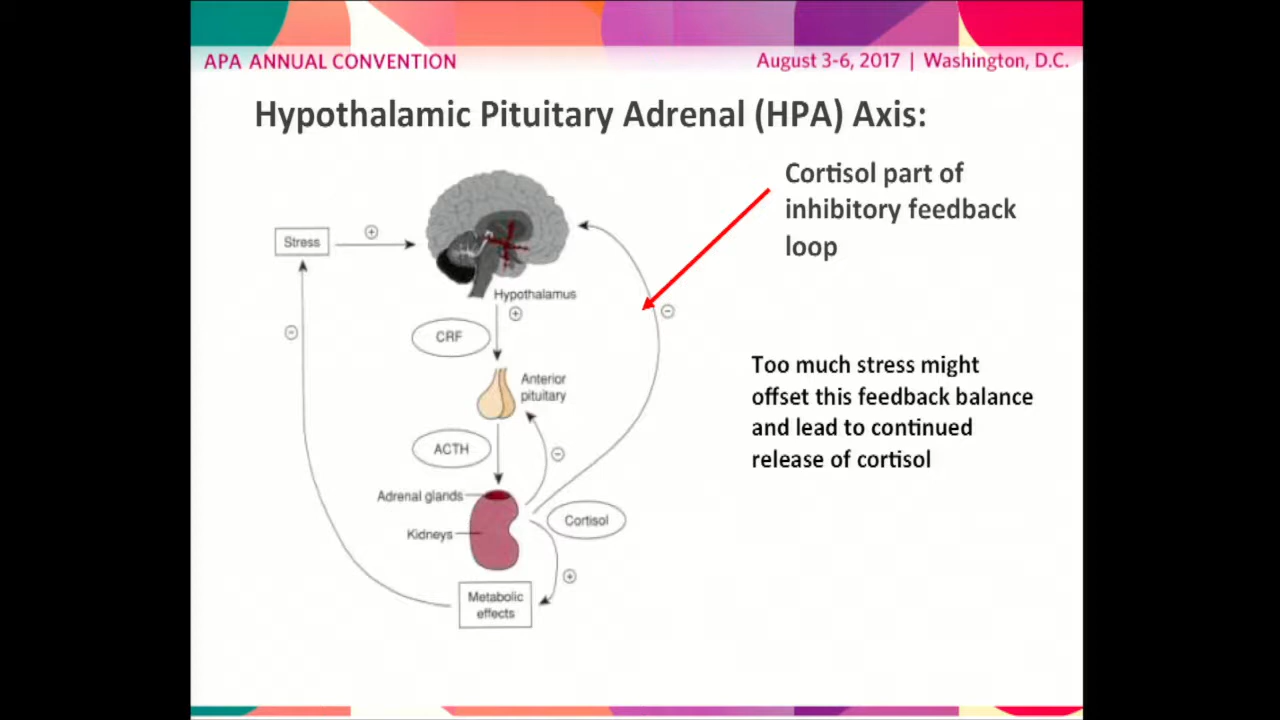 APA ANNUAL CONVENTION
August 3-6, 2017 | Washington, D.C.
Hypothalamic Pituitary Adrenal (HPA) Axis:
Cortisol part of
inhibitory feedback
loop
Stress
+
Hypothalamus
+
−
−
CRF
Anterior
pituitary
Too much stress might
offset this feedback balance
and lead to continued
release of cortisol
ACTH
−
Adrenal glands
Cortisol
Kidneys
+
Metabolic
effects